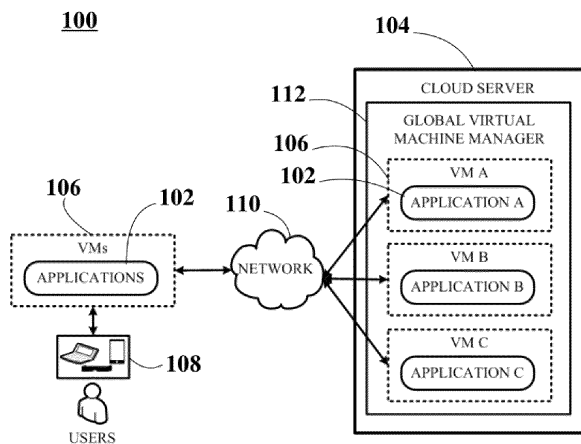 100
104
CLOUD SERVER
112
GLOBAL VIRTUAL
MACHINE MANAGER
106
VM A
102
APPLICATION A
106
102
110
VMs
APPLICATIONS
NETWORK
VM B
APPLICATION B
VM C
APPLICATION C
108
USERS